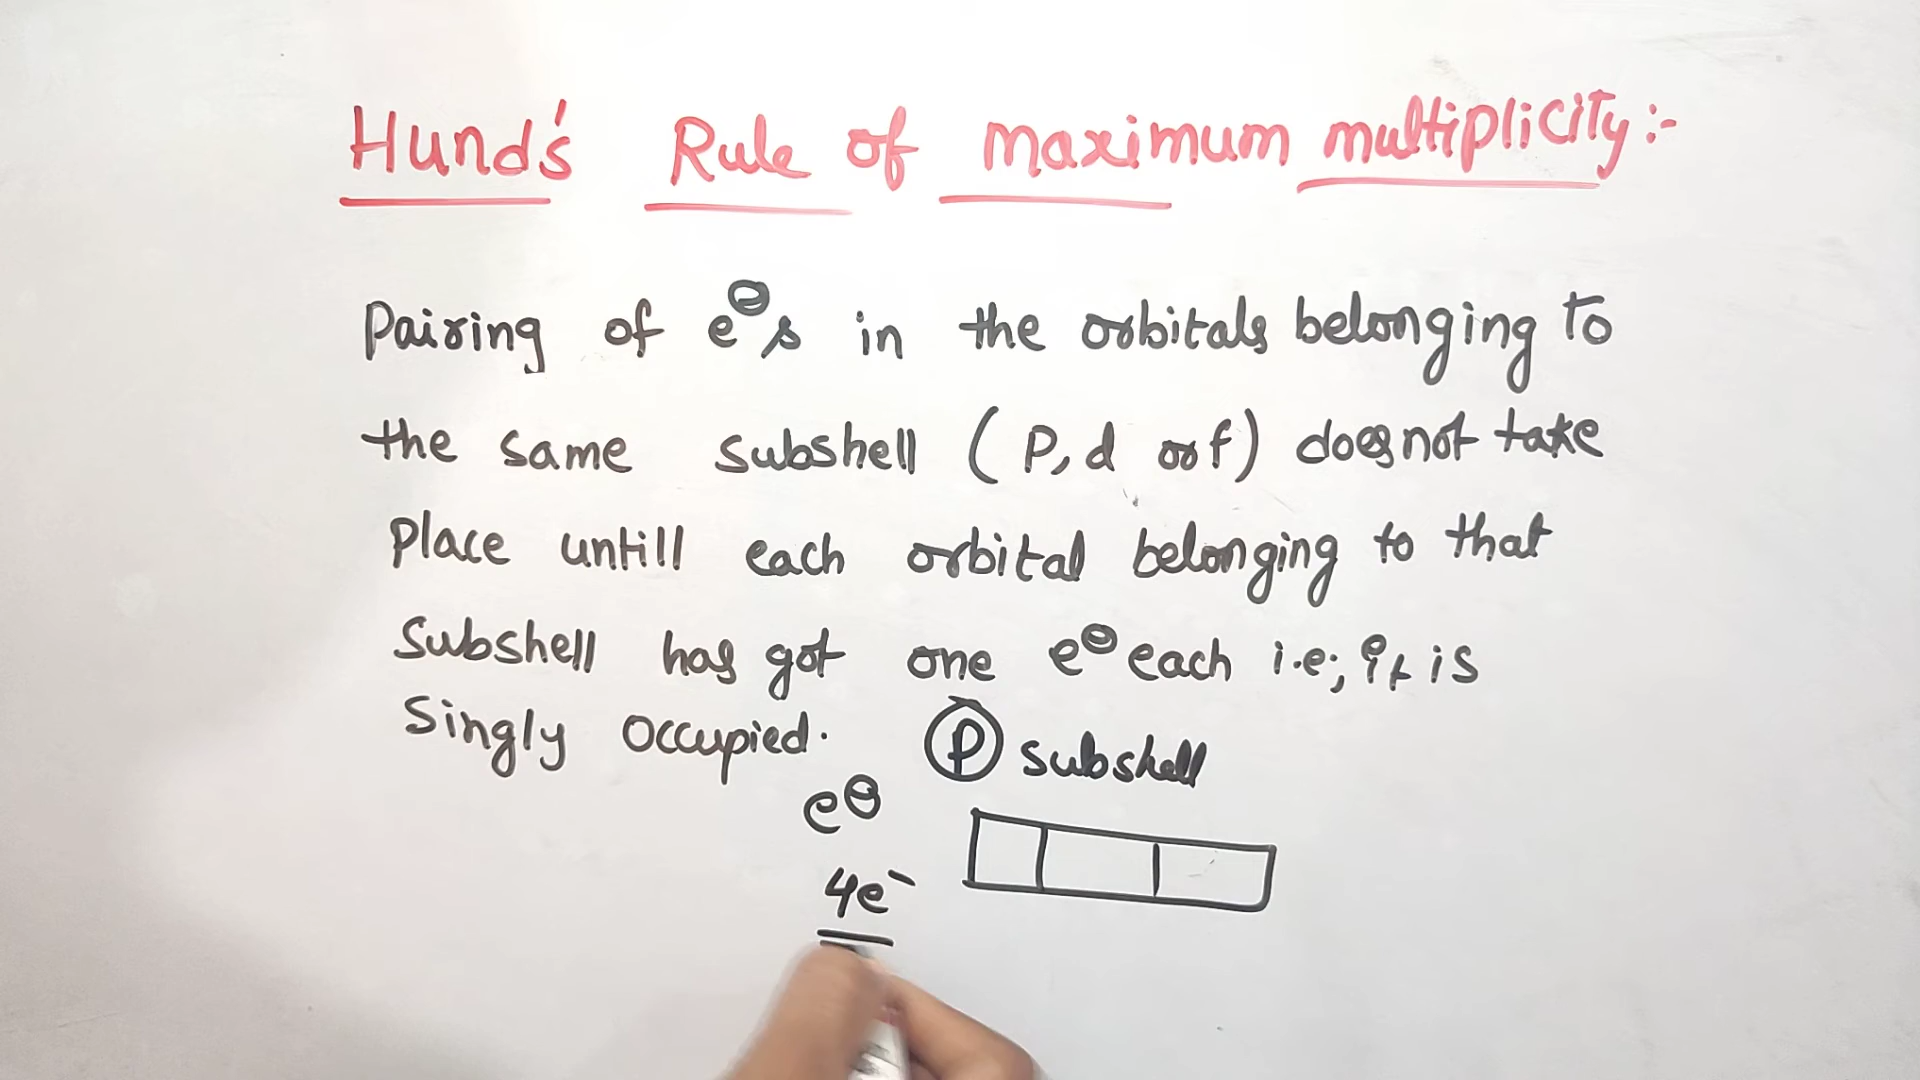 Hund's Rule of maximum multiplicity:-
Pairing of e⊖s in the orbitals belonging to
the same subshell (P, d or f) does not take
place untill each orbital belonging to that
Subshell has got one e⊖ each i.e; it is
Singly occupied.
P subshell
e⊖
4e-